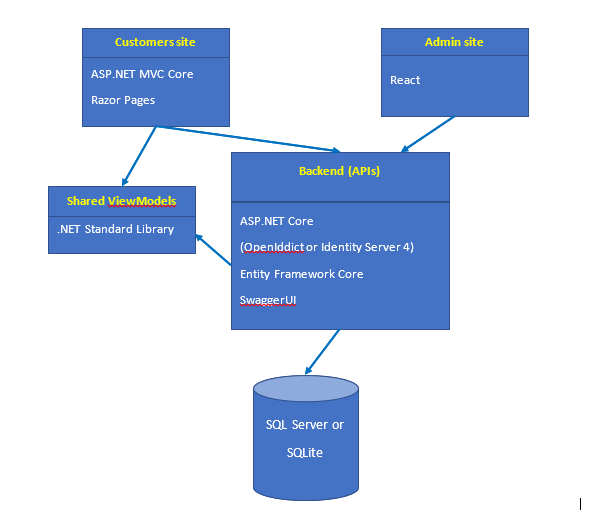 Customers site
ASP.NET MVC Core
Razor Pages
Admin site
React
Backend (APIs)
ASP.NET Core
(OpenIddict or Identity Server 4)
Entity Framework Core
SwaggerUI
Shared ViewModels
.NET Standard Library
SQL Server or
SQLite